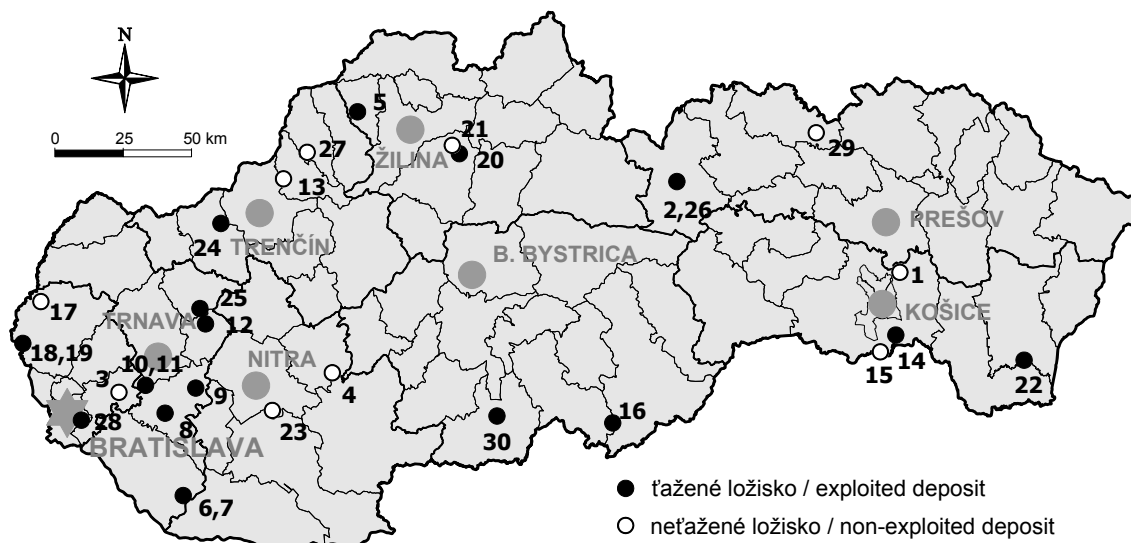 N
0 25 50 km
5
21
ŽILINA
20
27
13
29
2,26
PREŠOV
24
TRENČÍN
B. BYSTRICA
1
17
25
TRNAVA
12
KOŠICE
18,19
10,11
NITRA
14
15
3
9
4
22
28
8
23
16
30
BRATISLAVA
6,7
ťažené ložisko / exploited deposit
neťažené ložisko / non-exploited deposit